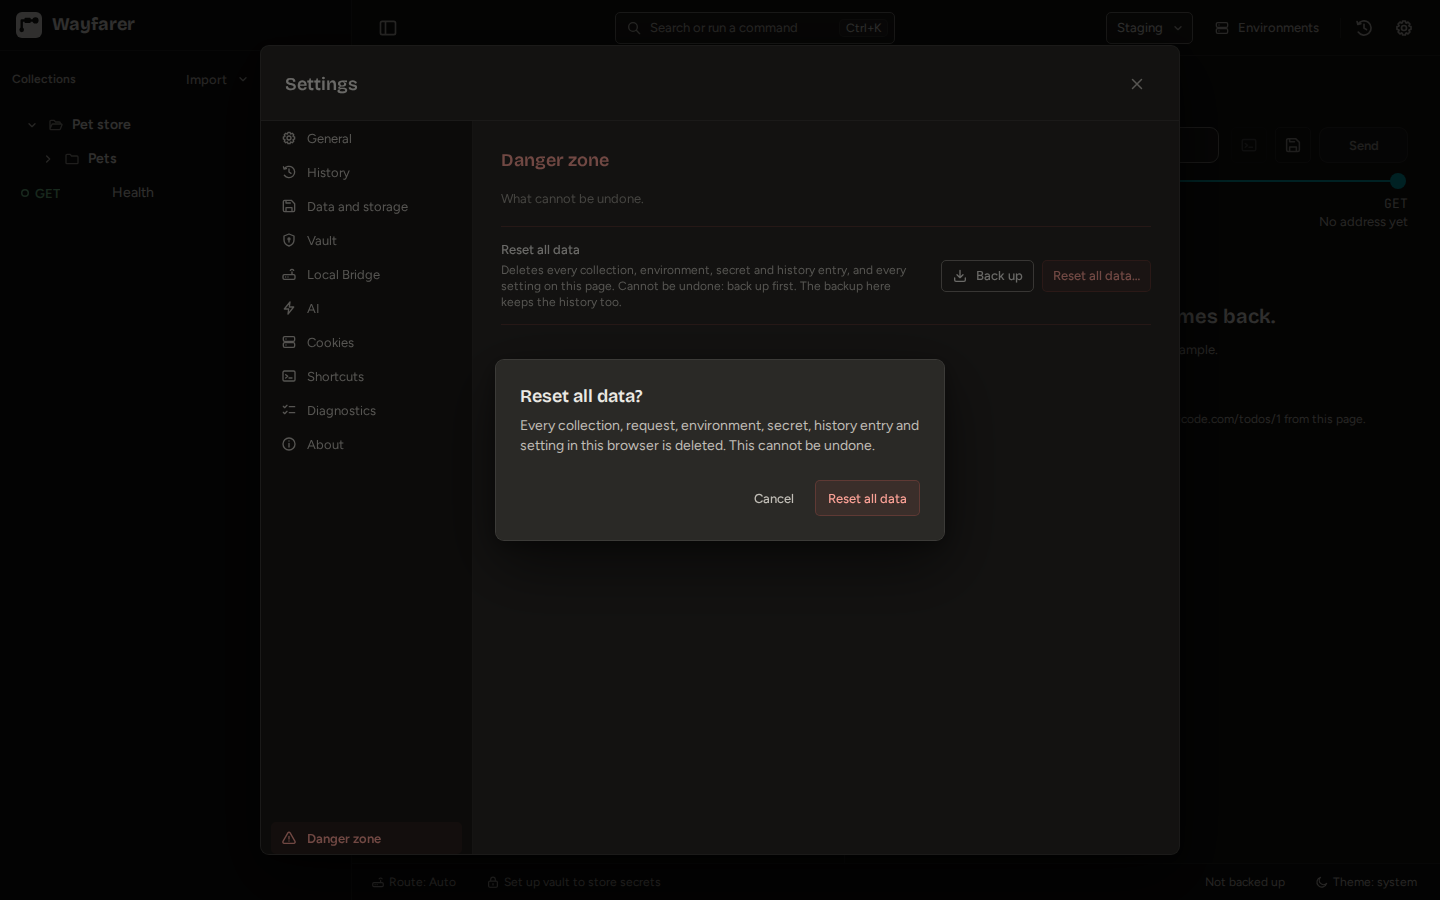 Wayfarer
Search or run a command
Ctrl+K
Staging
Environments
Collections
Import
Pet store
Pets
GET
Health
Settings
General
History
Data and storage
Vault
Local Bridge
AI
Cookies
Shortcuts
Diagnostics
About
Danger zone
Danger zone
What cannot be undone.
Reset all data
Deletes every collection, environment, secret and history entry, and every
setting on this page. Cannot be undone: back up first. The backup here
keeps the history too.
Back up
Reset all data...
Reset all data?
Every collection, request, environment, secret, history entry and
setting in this browser is deleted. This cannot be undone.
Cancel
Reset all data
Send
GET
No address yet
mes back.
ample.
code.com/todos/1 from this page.
Route: Auto
Set up vault to store secrets
Not backed up
Theme: system